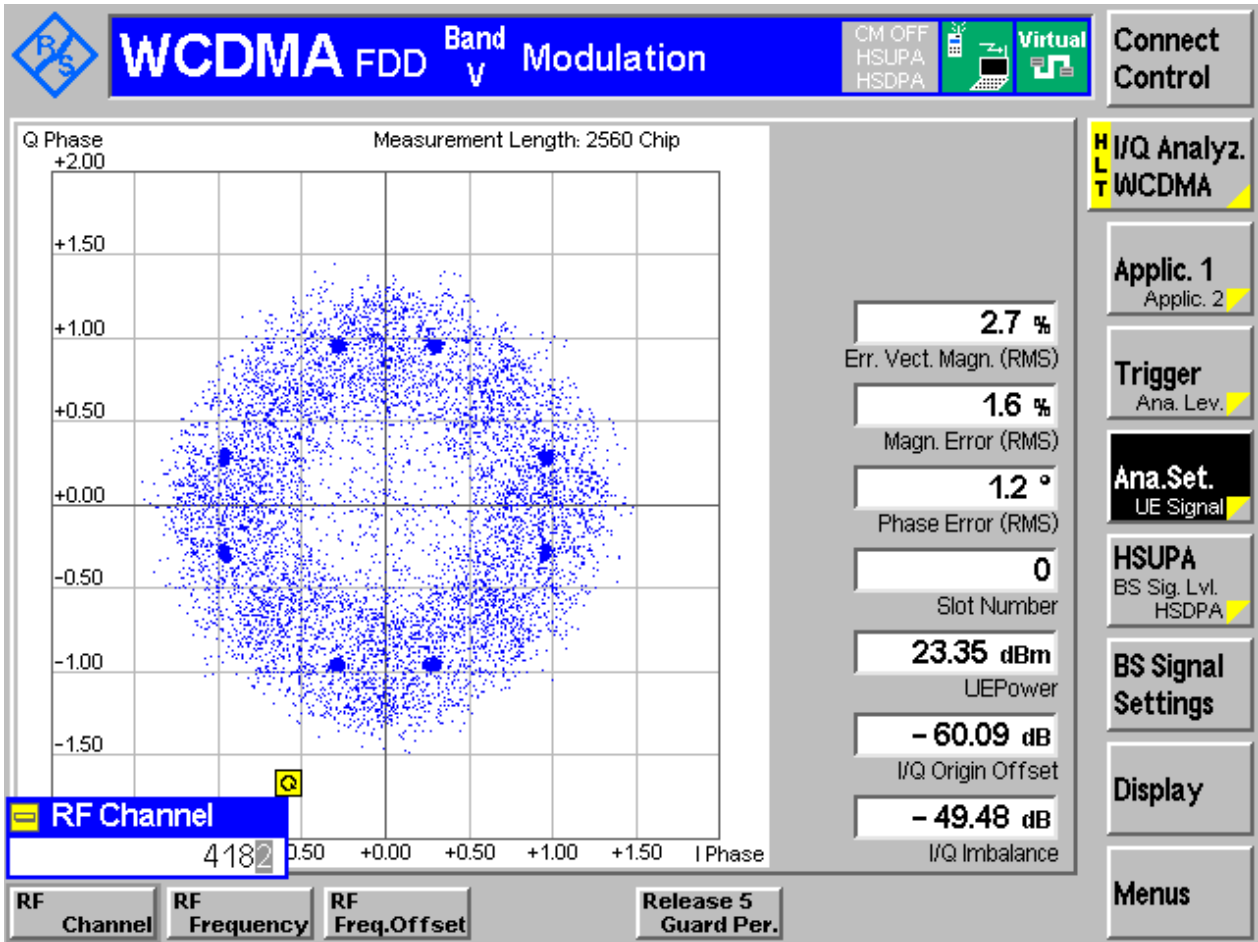 R/S
WCDMA FDD Band V Modulation
CM OFF
HSUPA
HSDPA
Virtual
Connect
Control
Q Phase
Measurement Length: 2560 Chip
+2.00
+1.50
+1.00
+0.50
+0.00
-0.50
-1.00
-1.50
Q
RF Channel
4182
0.50 +0.00 +0.50 +1.00 +1.50 I Phase
2.7 %
Err. Vect. Magn. (RMS)
1.6 %
Magn. Error (RMS)
1.2 °
Phase Error (RMS)
0
Slot Number
23.35 dBm
UEPower
- 60.09 dB
I/Q Origin Offset
- 49.48 dB
I/Q Imbalance
HLT
I/Q Analyz.
WCDMA
Applic. 1
Applic. 2
Trigger
Ana. Lev.
Ana.Set.
UE Signal
HSUPA
BS Sig. Lvl.
HSDPA
BS Signal
Settings
Display
Menus
RF
Channel
RF
Frequency
RF
Freq.Offset
Release 5
Guard Per.